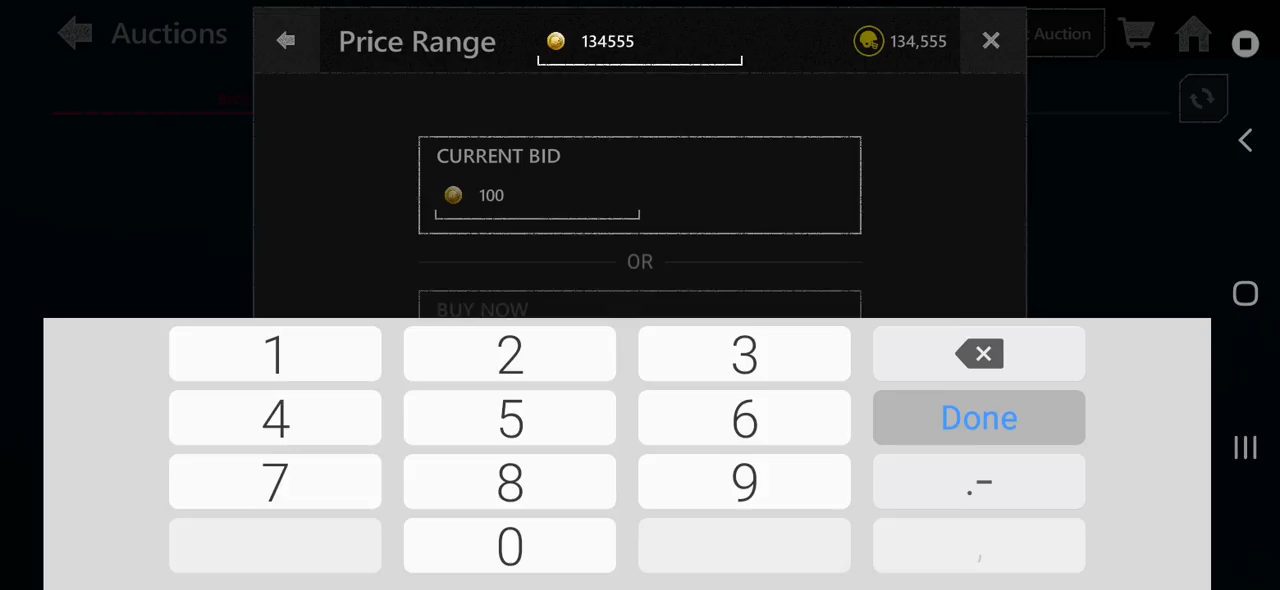 Auctions
Price Range
134555
134,555
Auction
CURRENT BID
100
OR
BUY NOW
1 2 3
4 5 6 Done
7 8 9 .-
0 ,